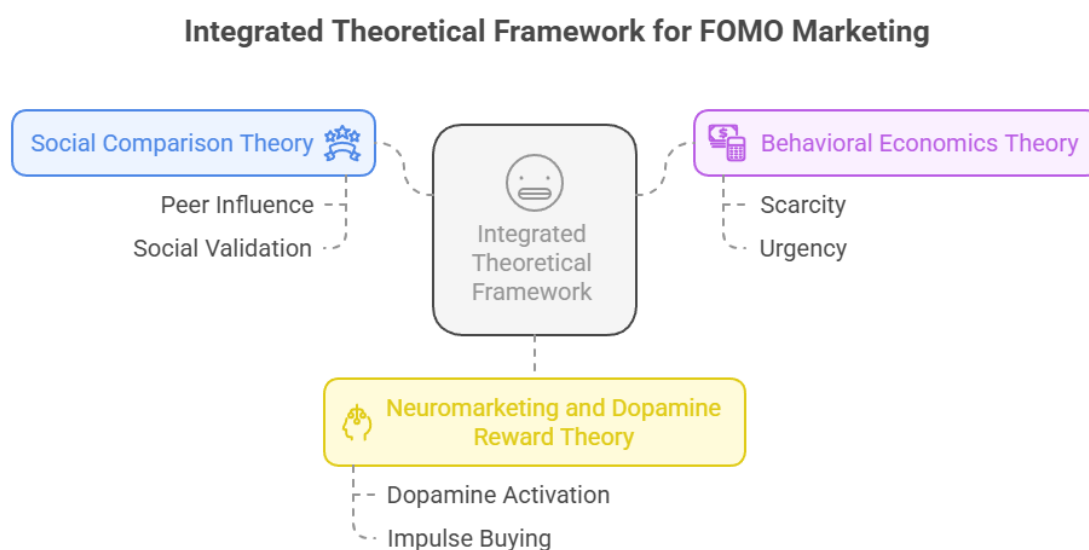 Integrated Theoretical Framework for FOMO Marketing
Social Comparison Theory
Peer Influence
Social Validation
Integrated
Theoretical
Framework
$
Behavioral Economics Theory
Scarcity
Urgency
Neuromarketing and Dopamine
Reward Theory
Dopamine Activation
Impulse Buying